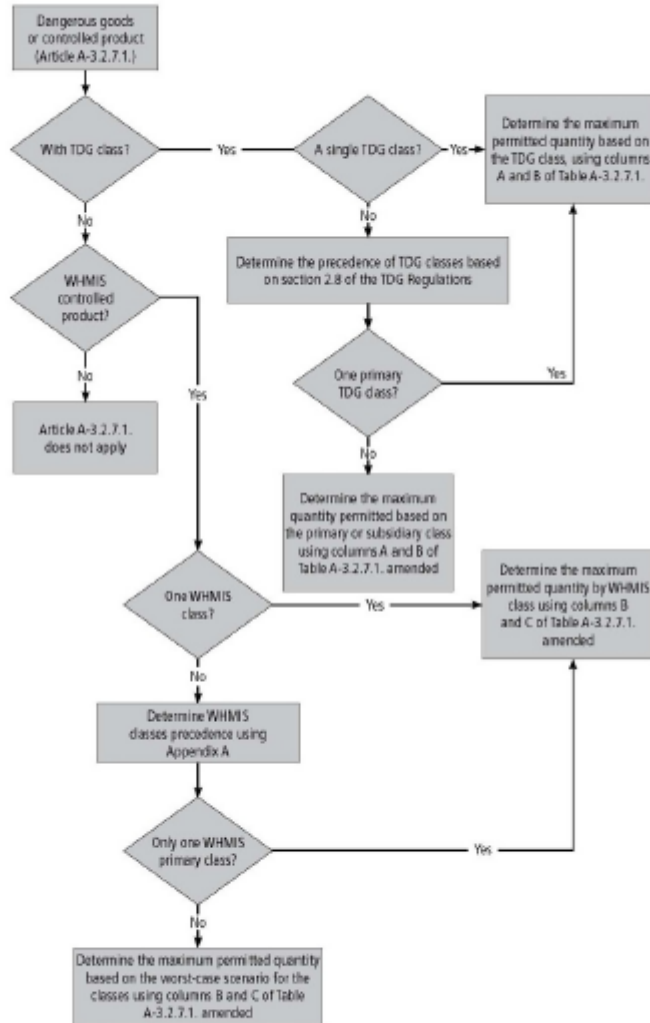 Dangerous goods
or controlled product
(Article A-3.2.7.1.)
With TDG class?
Yes
A single TDG class?
Yes
Determine the maximum
permitted quantity based on
the TDG class, using columns
A and B of Table A-3.2.7.1.
No
No
WHMIS
controlled
product?
Determine the precedence of TDG classes based
on section 2.8 of the TDG Regulations
No
Yes
One primary
TDG class?
Yes
Article A-3.2.7.1.
does not apply
No
Determine the maximum
quantity permitted based on
the primary or subsidiary class
using columns A and B of
Table A-3.2.7.1. amended
One WHMIS
class?
Yes
Determine the maximum
permitted quantity by WHMIS
class using columns B
and C of Table A-3.2.7.1.
amended
No
Determine WHMIS
classes precedence using
Appendix A
Only one WHMIS
primary class?
Yes
No
Determine the maximum permitted quantity
based on the worst-case scenario for the
classes using columns B and C of Table
A-3.2.7.1. amended